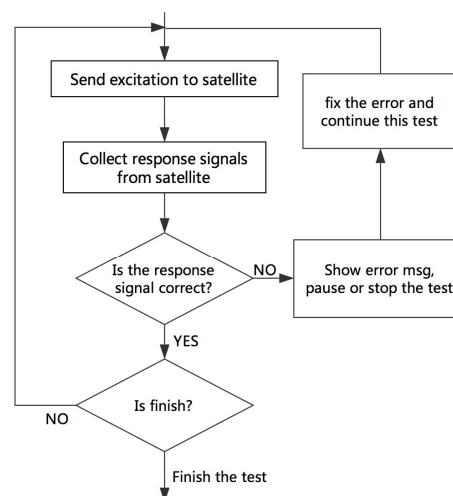 Send excitation to satellite
fix the error and
continue this test
Collect response signals
from satellite
Is the response
signal correct?
NO
Show error msg,
pause or stop the test
YES
Is finish?
NO
Finish the test